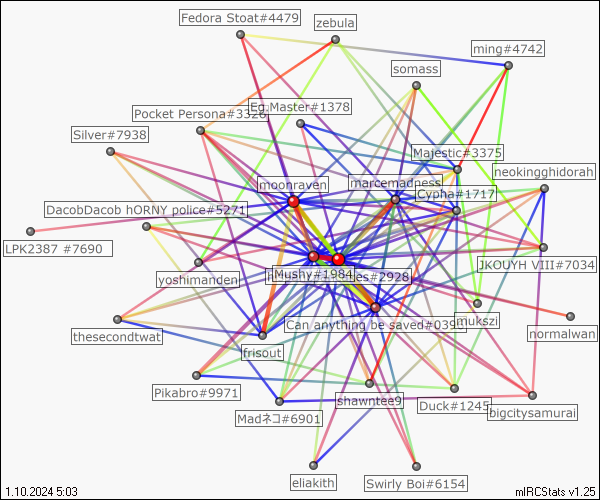 Fedora Stoat#4479
zebula
ming#4742
somass
Eg.Master#1378
Pocket Persona#3326
Silver#7938
Majestic#3375
neokingghidorah
moonraven
marcemadness
Cypha#1717
DacobDacob hORNY police#5271
LPK2387 #7690
JKOUYH VIII#7034
yoshimanden
Mushy#1984
es#2928
Can anything be saved#039
mukszi
normalwan
thesecondtwat
frisout
Pikabro#9971
shawntee9
Duck#1245
bigcitysamurai
Madネコ#6901
eliakith
Swirly Boi#6154
1.10.2024 5:03
mIRCStats v1.25